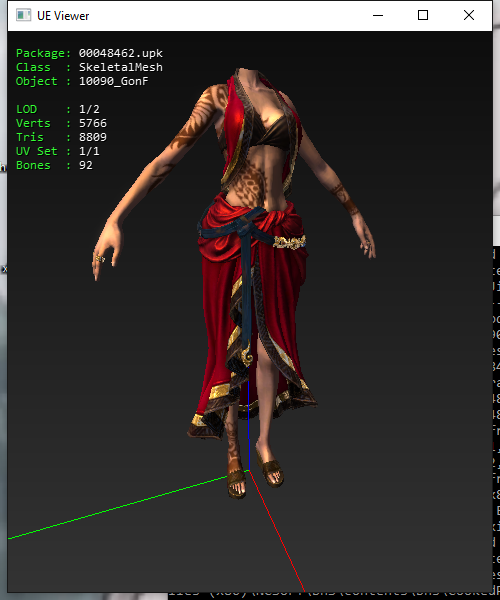 UE Viewer
Package: 00048462.upk
Class : SkeletalMesh
Object : 10090_GonF
LOD : 1/2
Verts : 5766
Tris : 8809
UV Set : 1/1
Bones : 92